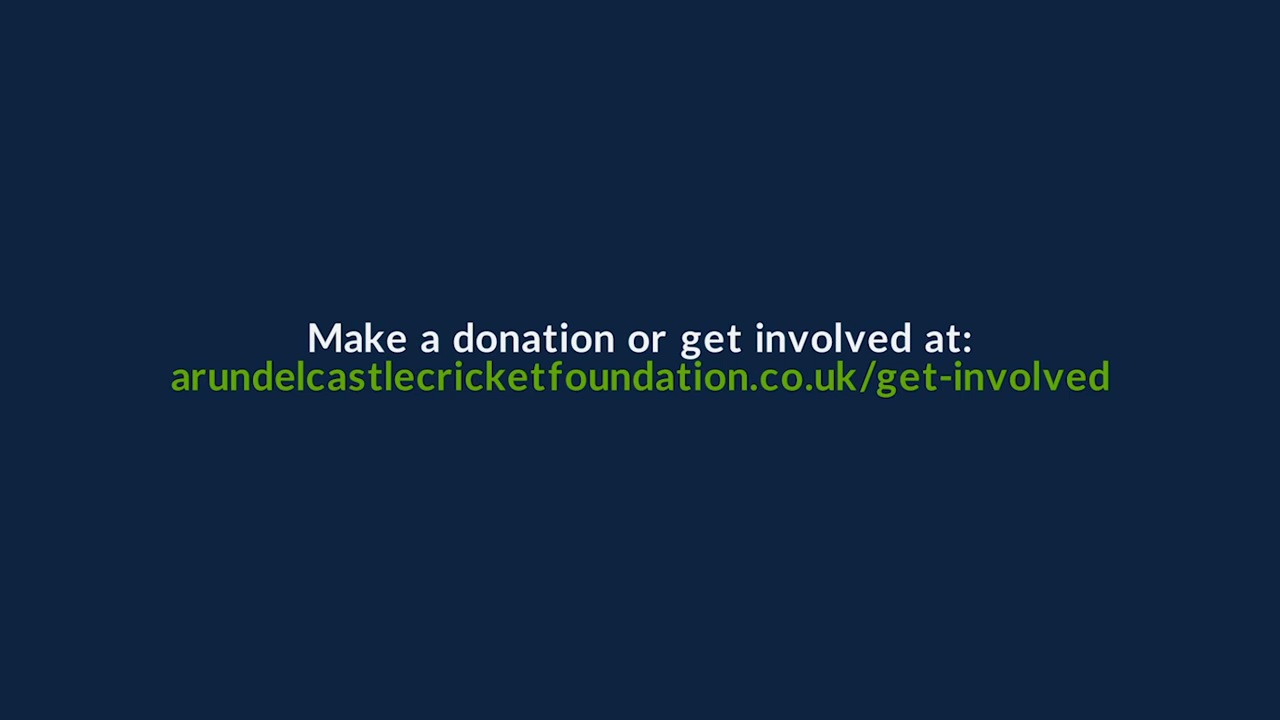 Make a donation or get involved at:
arundelcastlecricketfoundation.co.uk/get-involved